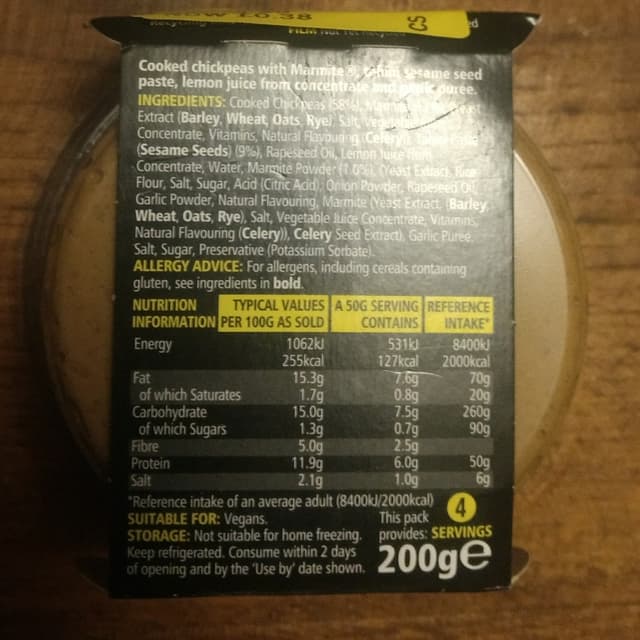 £0.38
CS
Cooked chickpeas with Marmite®, tahini sesame seed
paste, lemon juice from concentrate and garlic puree.
INGREDIENTS: Cooked Chickpeas (58%),
Extract (Barley, Wheat, Oats, Rye), Salt, Vegetable
Concentrate, Vitamins, Natural Flavouring (Celery)),
(Sesame Seeds) (9%), Rapeseed Oil, Lemon Juice from
Concentrate, Water, Marmite Powder (1.0%), (Yeast Extract, Rice
Flour, Salt, Sugar, Acid (Citric Acid), Onion Powder, Rapeseed Oil,
Garlic Powder, Natural Flavouring, Marmite (Yeast Extract, (Barley,
Wheat, Oats, Rye), Salt, Vegetable Juice Concentrate, Vitamins,
Natural Flavouring (Celery)), Celery Seed Extract), Garlic Puree,
Salt, Sugar, Preservative (Potassium Sorbate).
ALLERGY ADVICE: For allergens, including cereals containing
gluten, see ingredients in bold.
NUTRITION TYPICAL VALUES A 50G SERVING REFERENCE
INFORMATION PER 100G AS SOLD CONTAINS INTAKE*
Energy 1062kJ 531kJ 8400kJ
255kcal 127kcal 2000kcal
Fat 15.3g 7.6g 70g
of which Saturates 1.7g 0.8g 20g
Carbohydrate 15.0g 7.5g 260g
of which Sugars 1.3g 0.7g 90g
Fibre 5.0g 2.5g
Protein 11.9g 6.0g 50g
Salt 2.1g 1.0g 6g
*Reference intake of an average adult (8400kJ/2000kcal)
SUITABLE FOR: Vegans.
STORAGE: Not suitable for home freezing.
Keep refrigerated. Consume within 2 days
of opening and by the 'Use by' date shown.
This pack 4
provides: SERVINGS
200g℮